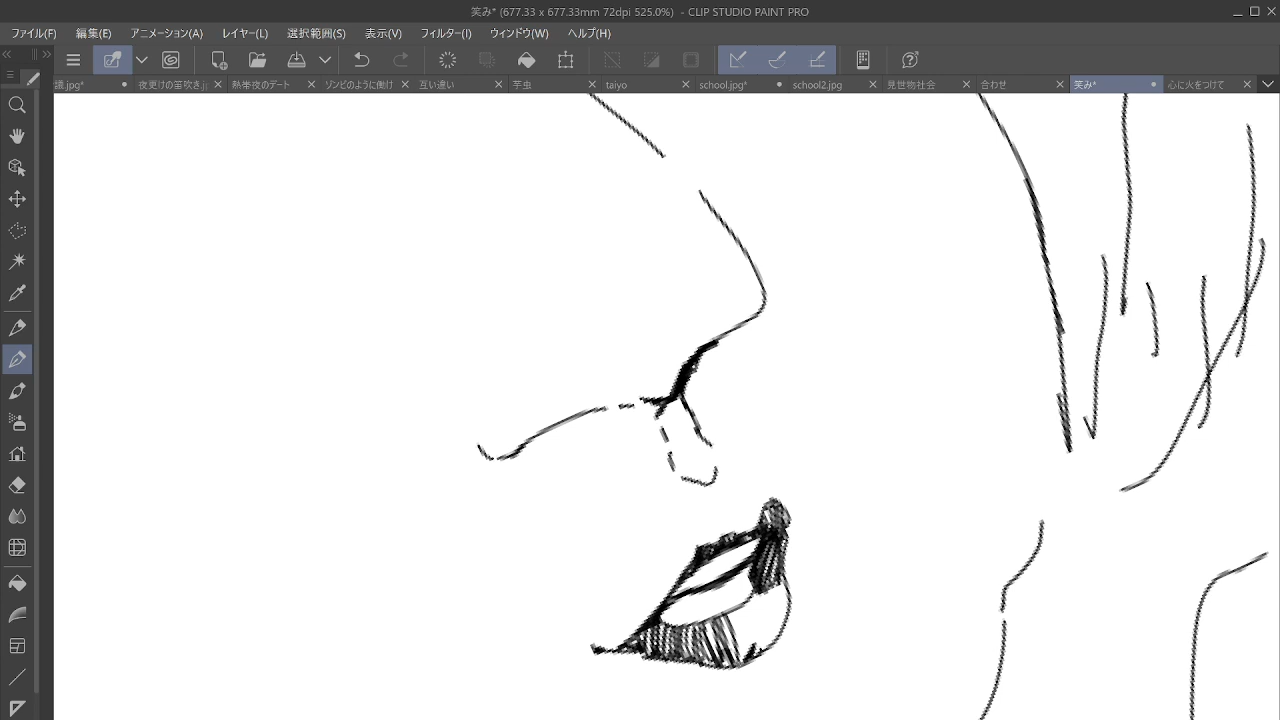 笑み* (677.33 x 677.33mm 72dpi 525.0%) - CLIP STUDIO PAINT PRO
ファイル(F) 編集(E) アニメーション(A) レイヤー(L) 選択範囲(S) 表示(V) フィルター(I) ウィンドウ(W) ヘルプ(H)
.jpg* 夜更けの笛吹き.j 熱帯夜のデート ゾンビのように働け 互い違い 芋虫 taiyo school.jpg* school2.jpg 見世物社会 合わせ 笑み* 心に火をつけて